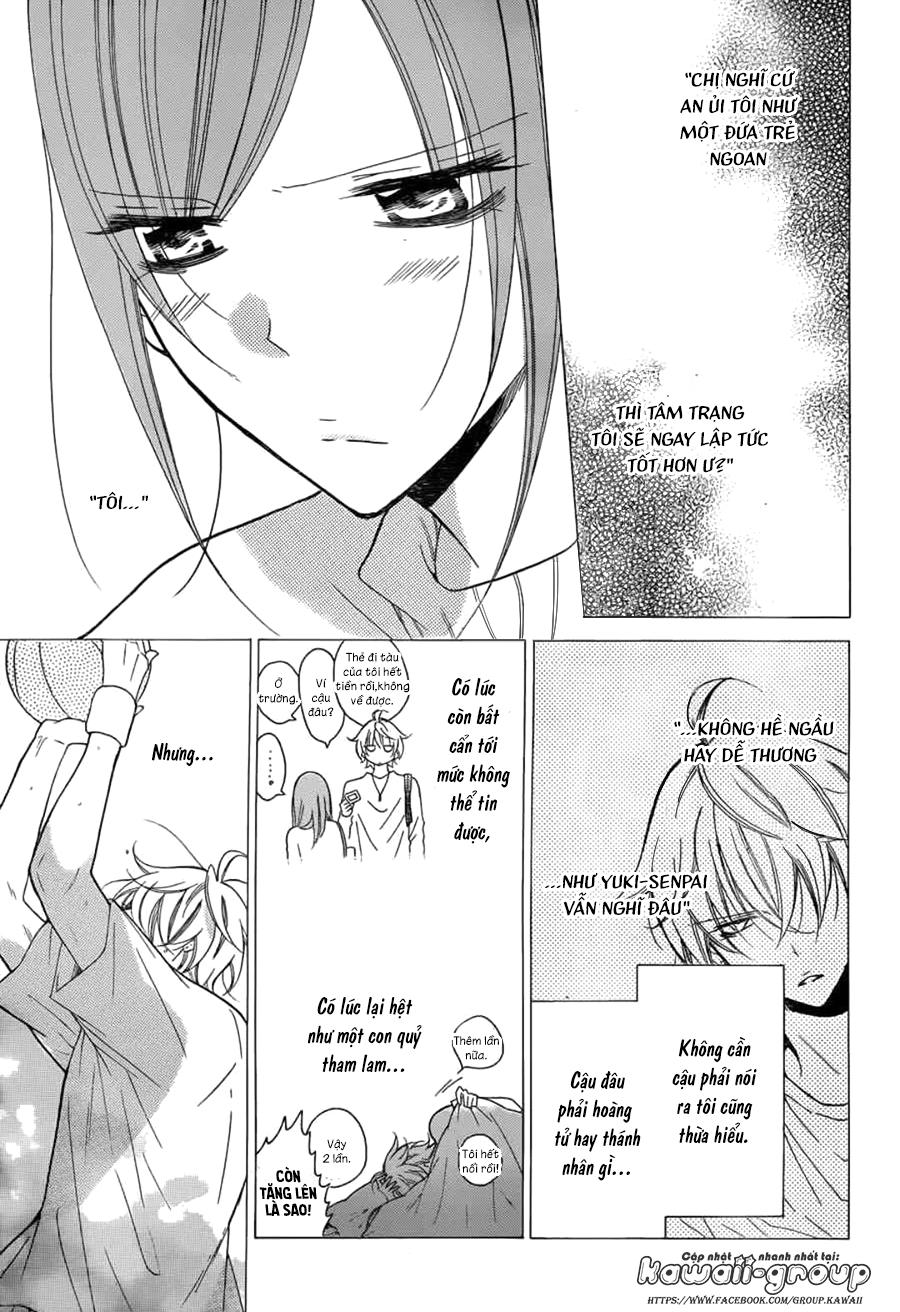 "CHỊ NGHĨ CỨ
AN ỦI TÔI NHƯ
MỘT ĐỨA TRẺ
NGOAN
THÌ TÂM TRẠNG
TÔI SẼ NGAY LẬP TỨC
TỐT HƠN Ư?"
"TÔI..."
"...KHÔNG HỀ NGẦU
HAY DỄ THƯƠNG
...NHƯ YUKI-SENPAI
VẪN NGHĨ ĐÂU"
Không cần
cậu phải nói
ra tôi cũng
thừa hiểu.
Cậu đâu
phải hoàng
tử hay thánh
nhân gì...
Có lúc
còn bất
cẩn tới
mức không
thể tin
được,
Thẻ đi tàu
của tôi hết
tiền rồi,không
về được.
Ví
cậu
đâu?
Ở
trường.
......
Có lúc lại hệt
như một con quỷ
tham lam...
Thêm lần
nữa.
Tôi hết
nổi rồi!
Vậy
2 lần.
CÒN
TĂNG LÊN
LÀ SAO!
Nhưng...
Cập nhật nhanh nhất tại:
kawaii-group
HTTPS://WWW.FACEBOOK.COM/GROUP.KAWAII